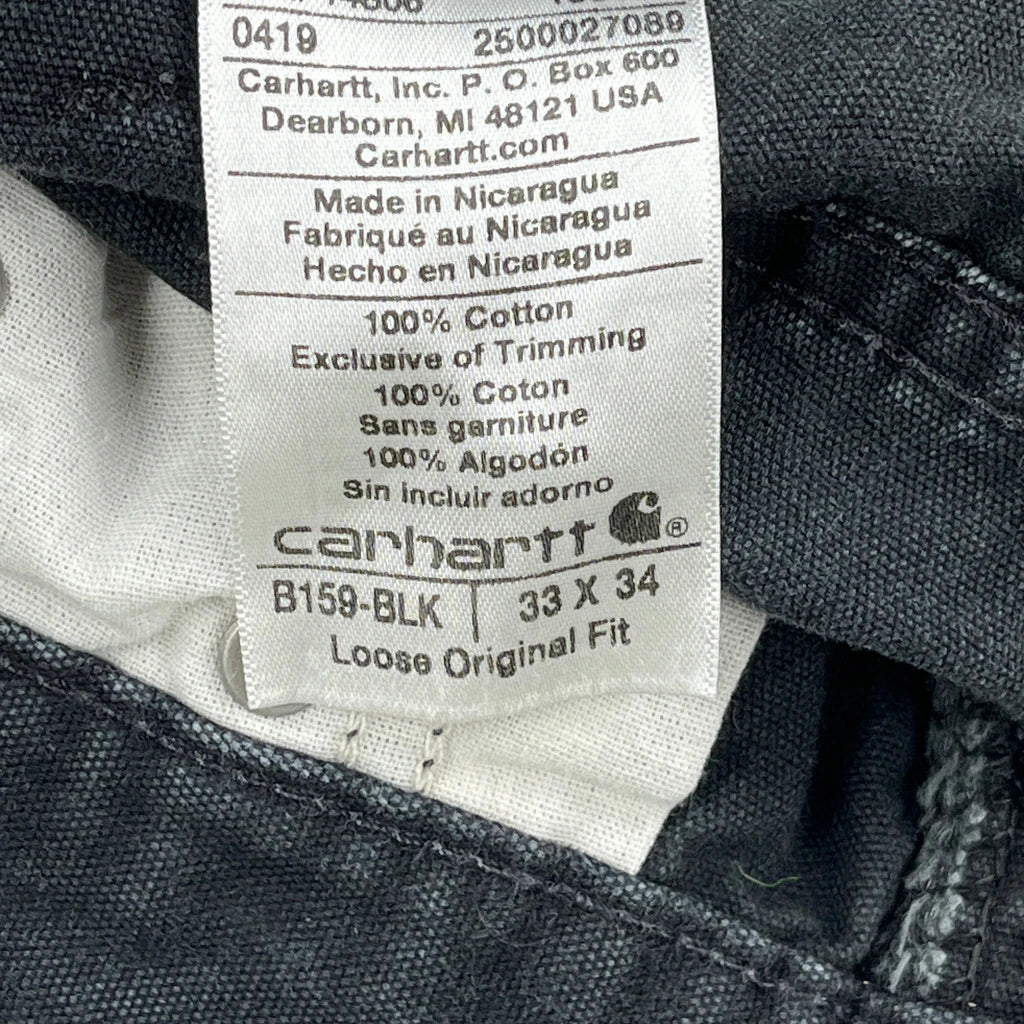 0419 2500027089
Carhartt, Inc. P. O. Box 600
Dearborn, MI 48121 USA
Carhartt.com
Made in Nicaragua
Fabriqué au Nicaragua
Hecho en Nicaragua
100% Cotton
Exclusive of Trimming
100% Coton
Sans garniture
100% Algodón
Sin incluir adorno
carhartt ®
B159-BLK | 33 X 34
Loose Original Fit